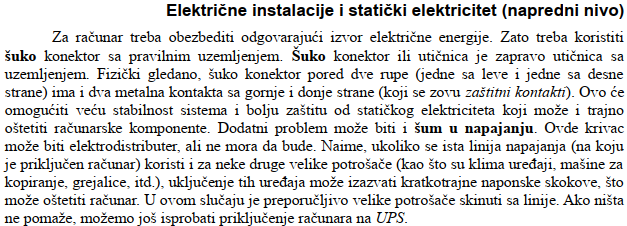 Električne instalacije i statički elektricitet (napredni nivo)
Za računar treba obezbediti odgovarajući izvor električne energije. Zato treba koristiti
šuko konektor sa pravilnim uzemljenjem. Šuko konektor ili utičnica je zapravo utičnica sa
uzemljenjem. Fizički gledano, šuko konektor pored dve rupe (jedne sa leve i jedne sa desne
strane) ima i dva metalna kontakta sa gornje i donje strane (koji se zovu zaštitni kontakti). Ovo će
omogućiti veću stabilnost sistema i bolju zaštitu od statičkog elektriciteta koji može i trajno
oštetiti računarske komponente. Dodatni problem može biti i šum u napajanju. Ovde krivac
može biti elektrodistributer, ali ne mora da bude. Naime, ukoliko se ista linija napajanja (na koju
je priključen računar) koristi i za neke druge velike potrošače (kao što su klima uređaji, mašine za
kopiranje, grejalice, itd.), uključenje tih uređaja može izazvati kratkotrajne naponske skokove, što
može oštetiti računar. U ovom slučaju je preporučljivo velike potrošače skinuti sa linije. Ako ništa
ne pomaže, možemo još isprobati priključenje računara na UPS.